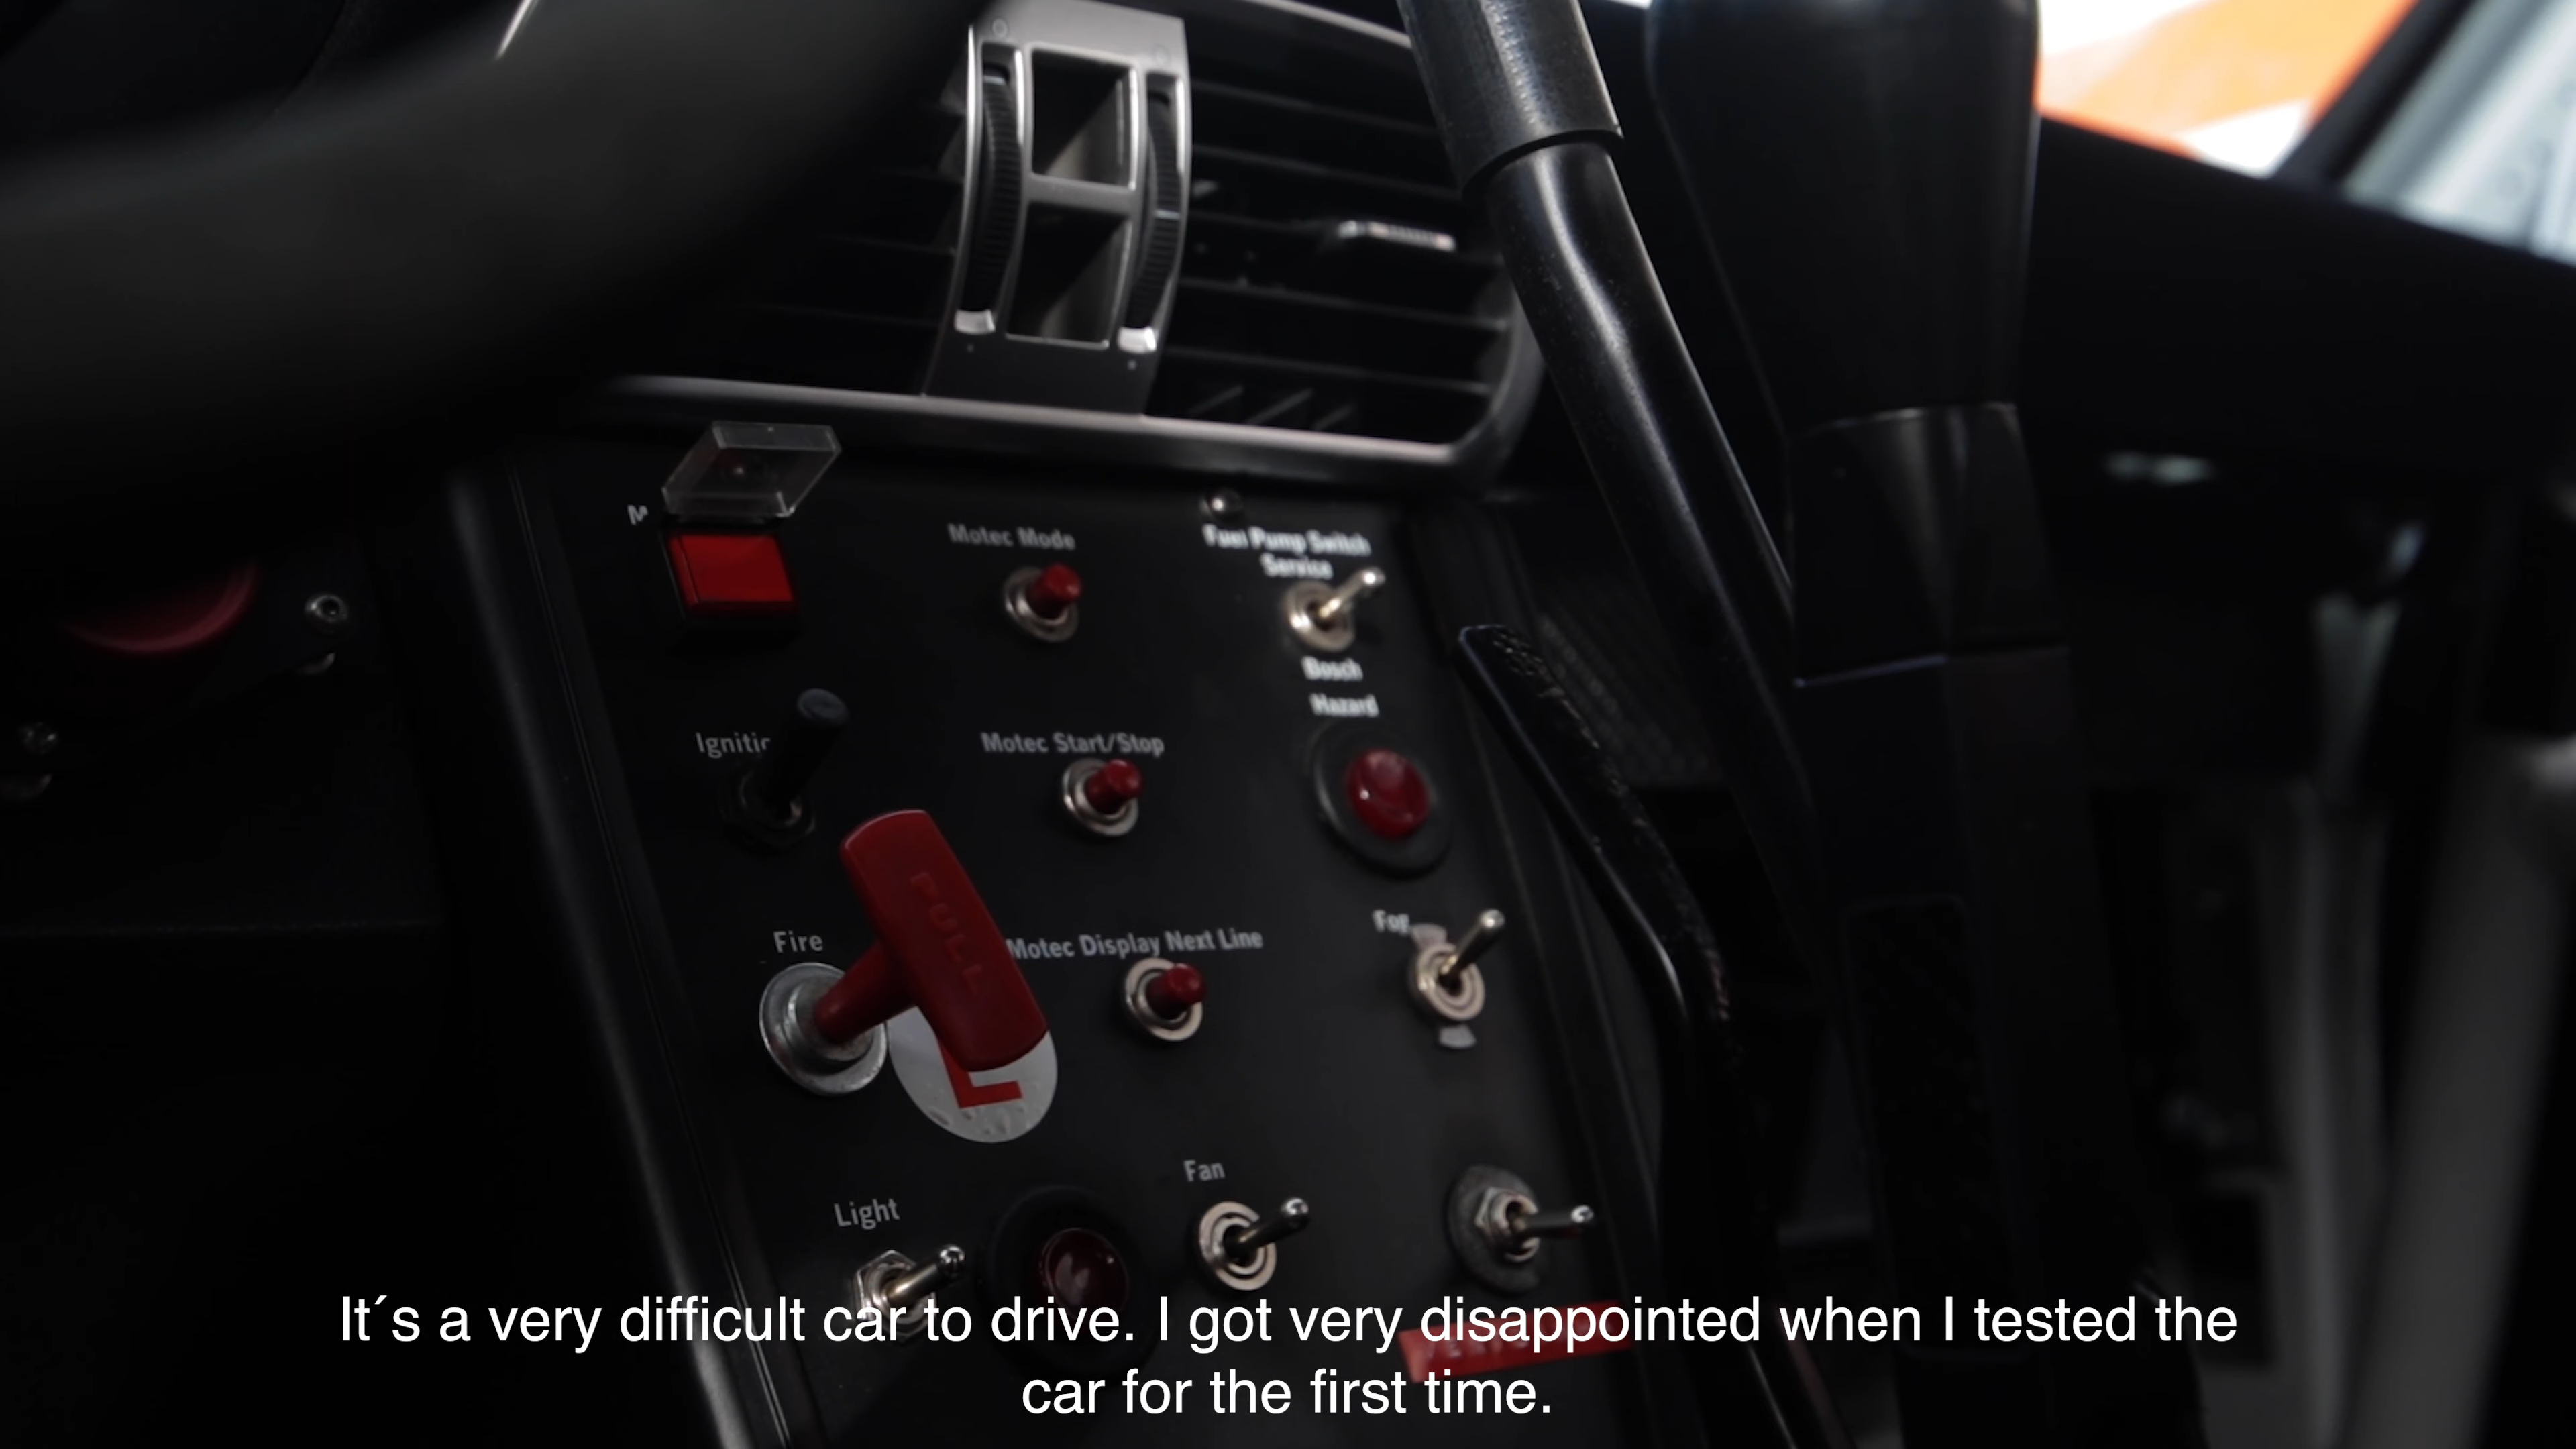 M
Motec Mode
Fuel Pump Switch
Service
Bosch
Hazard
Motec Start/Stop
PULL
Fire
Motec Display Next Line
Fog
Fan
Light
It´s a very difficult car to drive. I got very disappointed when I tested the
car for the first time.